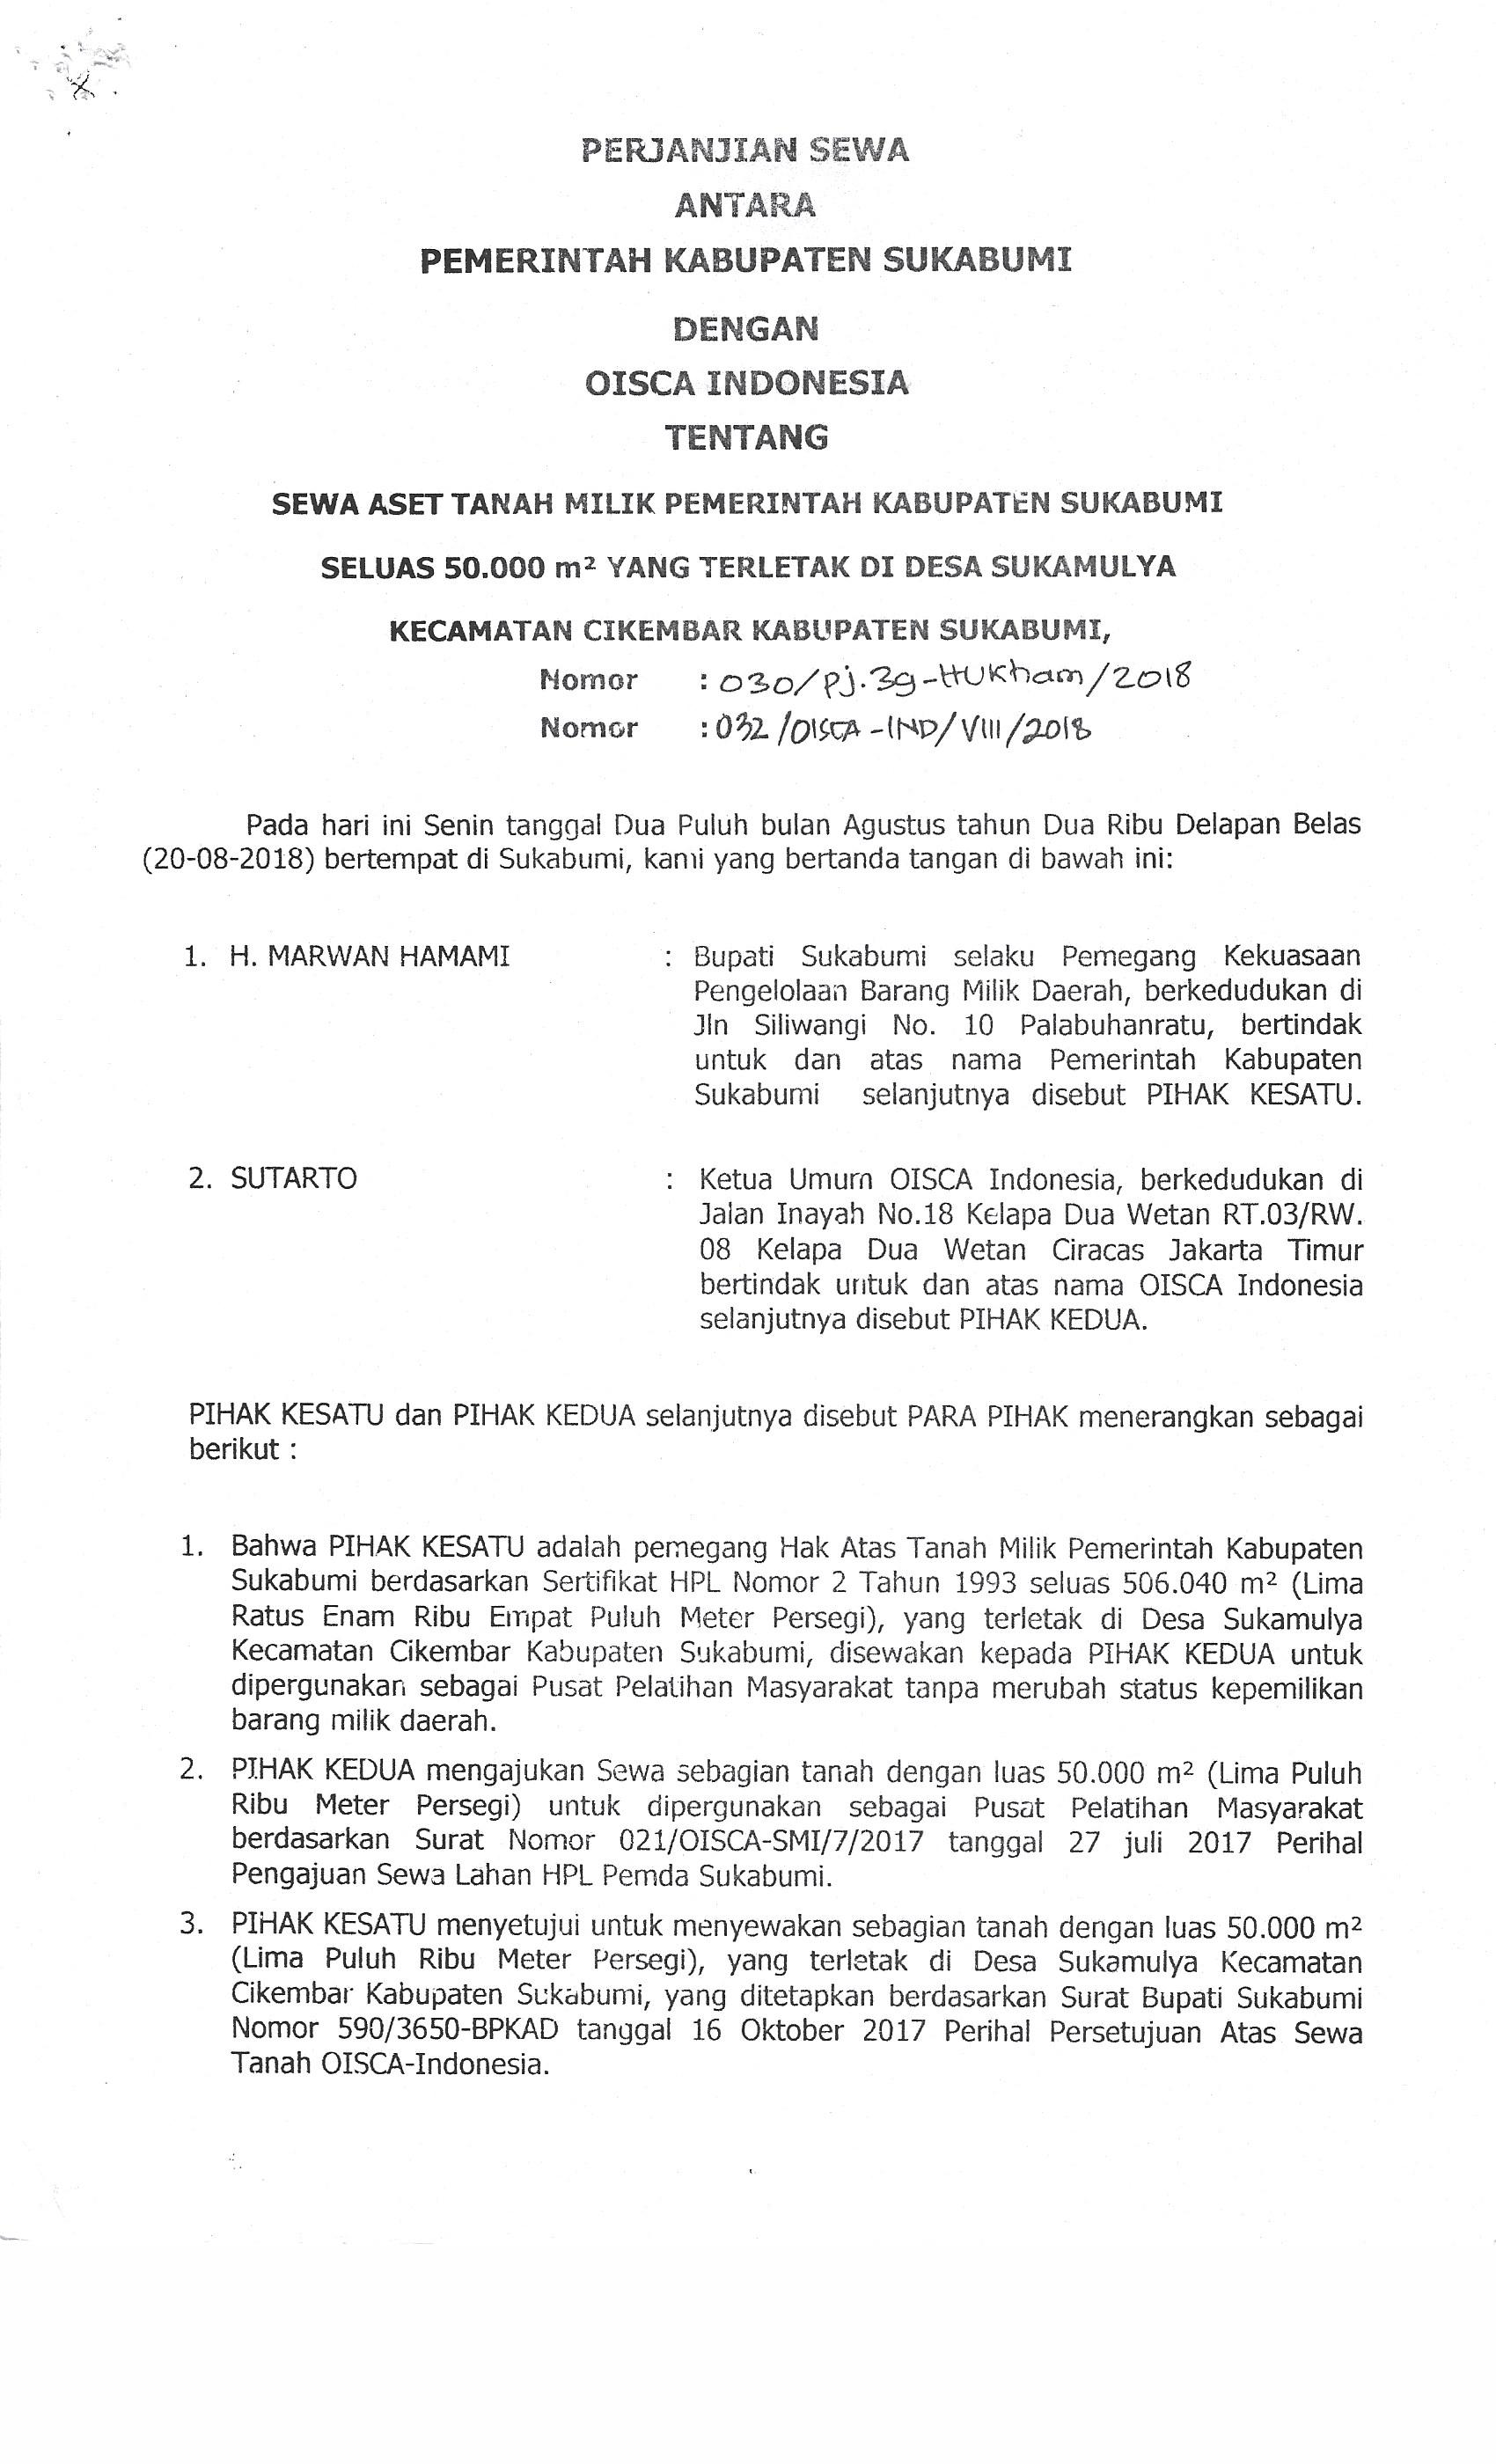 PERJANJIAN SEWA
ANTARA
PEMERINTAH KABUPATEN SUKABUMI
DENGAN
OISCA INDONESIA
TENTANG
SEWA ASET TANAH MILIK PEMERINTAH KABUPATEN SUKABUMI
SELUAS 50.000 m² YANG TERLETAK DI DESA SUKAMULYA
KECAMATAN CIKEMBAR KABUPATEN SUKABUMI,
Nomor : 030/Pj.39-HUKham/2018
Nomor : 032/OISCA-IND/VIII/2018
Pada hari ini Senin tanggal Dua Puluh bulan Agustus tahun Dua Ribu Delapan Belas
(20-08-2018) bertempat di Sukabumi, kami yang bertanda tangan di bawah ini:
1. H. MARWAN HAMAMI : Bupati Sukabumi selaku Pemegang Kekuasaan
Pengelolaan Barang Milik Daerah, berkedudukan di
Jln Siliwangi No. 10 Palabuhanratu, bertindak
untuk dan atas nama Pemerintah Kabupaten
Sukabumi selanjutnya disebut PIHAK KESATU.
2. SUTARTO : Ketua Umum OISCA Indonesia, berkedudukan di
Jalan Inayah No.18 Kelapa Dua Wetan RT.03/RW.
08 Kelapa Dua Wetan Ciracas Jakarta Timur
bertindak untuk dan atas nama OISCA Indonesia
selanjutnya disebut PIHAK KEDUA.
PIHAK KESATU dan PIHAK KEDUA selanjutnya disebut PARA PIHAK menerangkan sebagai
berikut :
1. Bahwa PIHAK KESATU adalah pemegang Hak Atas Tanah Milik Pemerintah Kabupaten
Sukabumi berdasarkan Sertifikat HPL Nomor 2 Tahun 1993 seluas 506.040 m² (Lima
Ratus Enam Ribu Empat Puluh Meter Persegi), yang terletak di Desa Sukamulya
Kecamatan Cikembar Kabupaten Sukabumi, disewakan kepada PIHAK KEDUA untuk
dipergunakan sebagai Pusat Pelatihan Masyarakat tanpa merubah status kepemilikan
barang milik daerah.
2. PIHAK KEDUA mengajukan Sewa sebagian tanah dengan luas 50.000 m² (Lima Puluh
Ribu Meter Persegi) untuk dipergunakan sebagai Pusat Pelatihan Masyarakat
berdasarkan Surat Nomor 021/OISCA-SMI/7/2017 tanggal 27 juli 2017 Perihal
Pengajuan Sewa Lahan HPL Pemda Sukabumi.
3. PIHAK KESATU menyetujui untuk menyewakan sebagian tanah dengan luas 50.000 m²
(Lima Puluh Ribu Meter Persegi), yang terletak di Desa Sukamulya Kecamatan
Cikembar Kabupaten Sukabumi, yang ditetapkan berdasarkan Surat Bupati Sukabumi
Nomor 590/3650-BPKAD tanggal 16 Oktober 2017 Perihal Persetujuan Atas Sewa
Tanah OISCA-Indonesia.